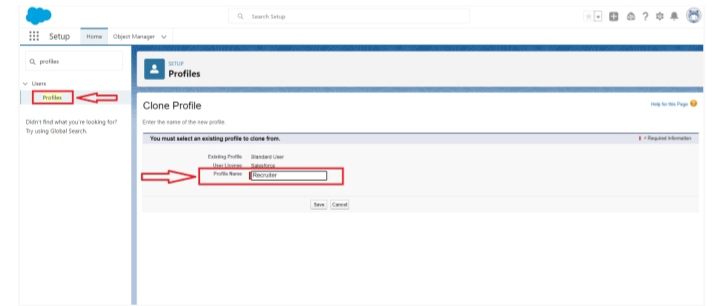 Search Setup
Setup Home Object Manager
profiles
Users
Profiles
Didn't find what you're looking for?
Try using Global Search.
SETUP
Profiles
Clone Profile
Help for this Page
Enter the name of the new profile.
You must select an existing profile to clone from.
= Required Information
Existing Profile Standard User
User License Salesforce
Profile Name Recruiter
Save Cancel